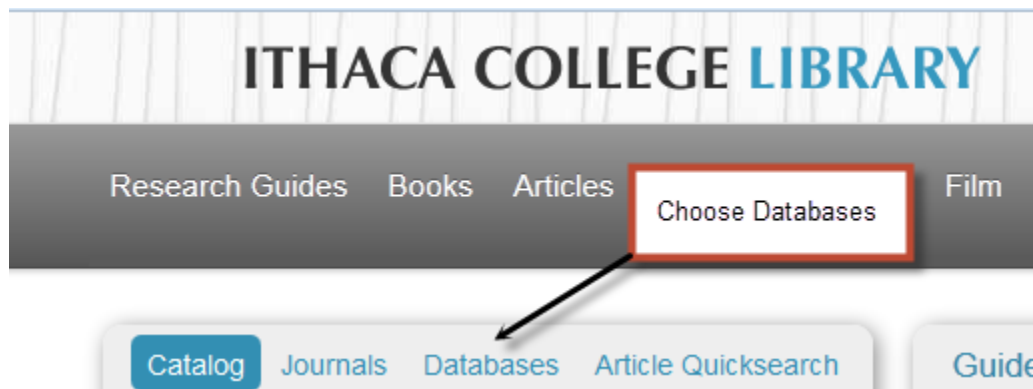 ITHACA COLLEGE LIBRARY
Research Guides Books Articles Film
Choose Databases
Catalog Journals Databases Article Quicksearch Guide